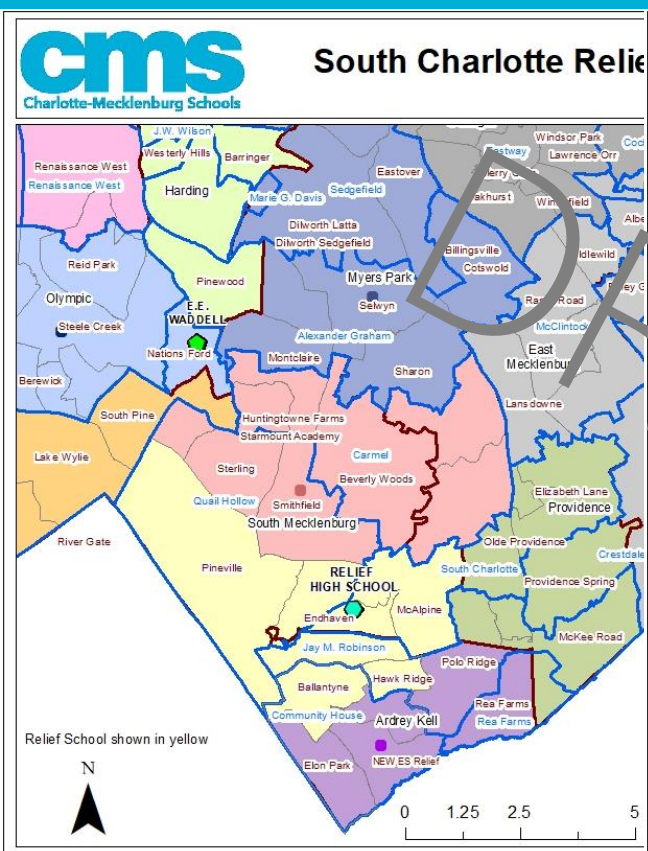 cms
Charlotte-Mecklenburg Schools
South Charlotte Relie
J.W. Wilson
Westerly Hills
Barringer
Renaissance West
Renaissance West
Harding
Marie G. Davis
Sedgefield
Eastover
Windsor Park
Eastway
Lawrence Orr
Dilworth Latta
Dilworth Sedgefield
Billingsville
Cotswold
Idlewild
Reid Park
Olympic
Pinewood
Myers Park
Selwyn
E.E.
WADDELL
Steele Creek
Nations Ford
Alexander Graham
McClintock
East
Mecklenburg
Montclaire
Sharon
Berewick
Lansdowne
South Pine
Huntingtowne Farms
Starmount Academy
Lake Wylie
Sterling
Carmel
Beverly Woods
Elizabeth Lane
Providence
Quail Hollow
Smithfield
South Mecklenburg
River Gate
Olde Providence
Crestdale
Pineville
RELIEF
HIGH SCHOOL
South Charlotte
Providence Spring
Endhaven
McAlpine
McKee Road
Jay M. Robinson
Polo Ridge
Hawk Ridge
Ballantyne
Community House
Ardrey Kell
Rea Farms
Rea Farms
Relief School shown in yellow
Elon Park
NEW ES Relief
N
0 1.25 2.5 5